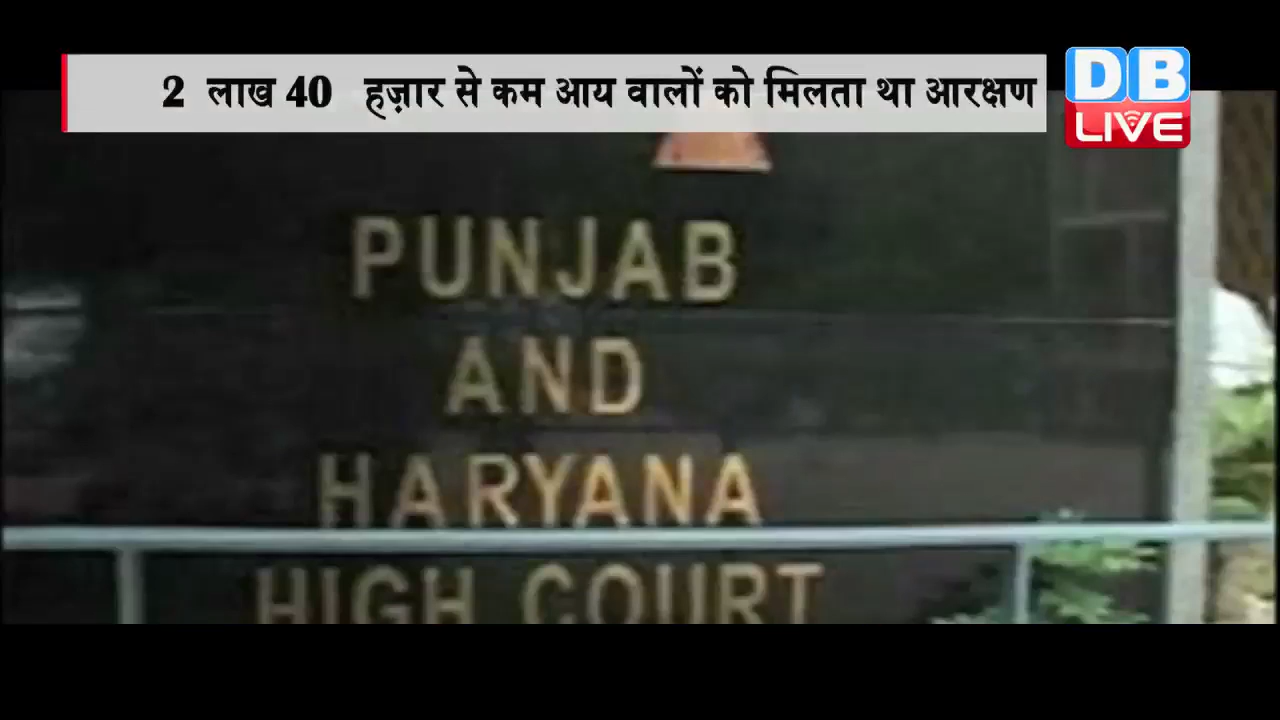 2 लाख 40 हज़ार से कम आय वालों को मिलता था आरक्षण
DB
LIVE
PUNJAB
AND
HARYANA
HIGH COURT